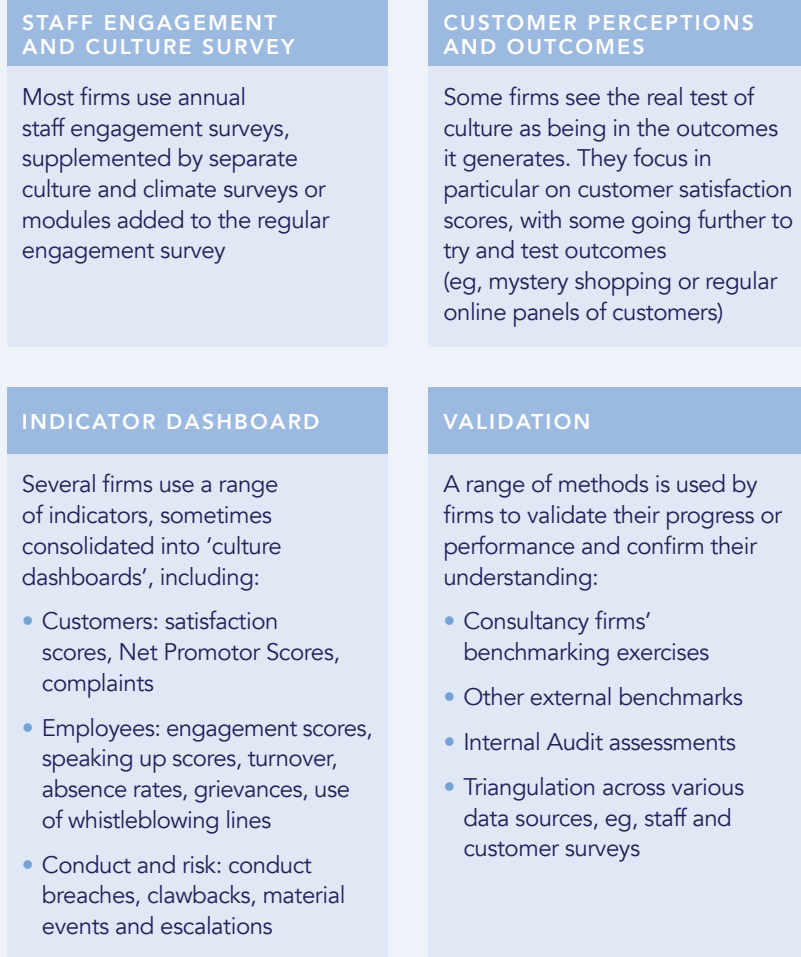 STAFF ENGAGEMENT
AND CULTURE SURVEY
Most firms use annual
staff engagement surveys,
supplemented by separate
culture and climate surveys or
modules added to the regular
engagement survey
CUSTOMER PERCEPTIONS
AND OUTCOMES
Some firms see the real test of
culture as being in the outcomes
it generates. They focus in
particular on customer satisfaction
scores, with some going further to
try and test outcomes
(eg, mystery shopping or regular
online panels of customers)
INDICATOR DASHBOARD
Several firms use a range
of indicators, sometimes
consolidated into ‘culture
dashboards’, including:
• Customers: satisfaction
scores, Net Promotor Scores,
complaints
• Employees: engagement scores,
speaking up scores, turnover,
absence rates, grievances, use
of whistleblowing lines
• Conduct and risk: conduct
breaches, clawbacks, material
events and escalations
VALIDATION
A range of methods is used by
firms to validate their progress or
performance and confirm their
understanding:
• Consultancy firms’
benchmarking exercises
• Other external benchmarks
• Internal Audit assessments
• Triangulation across various
data sources, eg, staff and
customer surveys